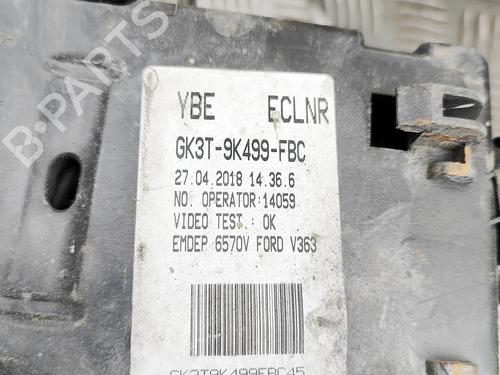 B-PARTS
YBE ECLNR
GK3T-9K499-FBC
27.04.2018 14.36.6
NO. OPERATOR:14059
VIDEO TEST : OK
EMDEP 6570V FORD V363
GK3T9K499FBC45